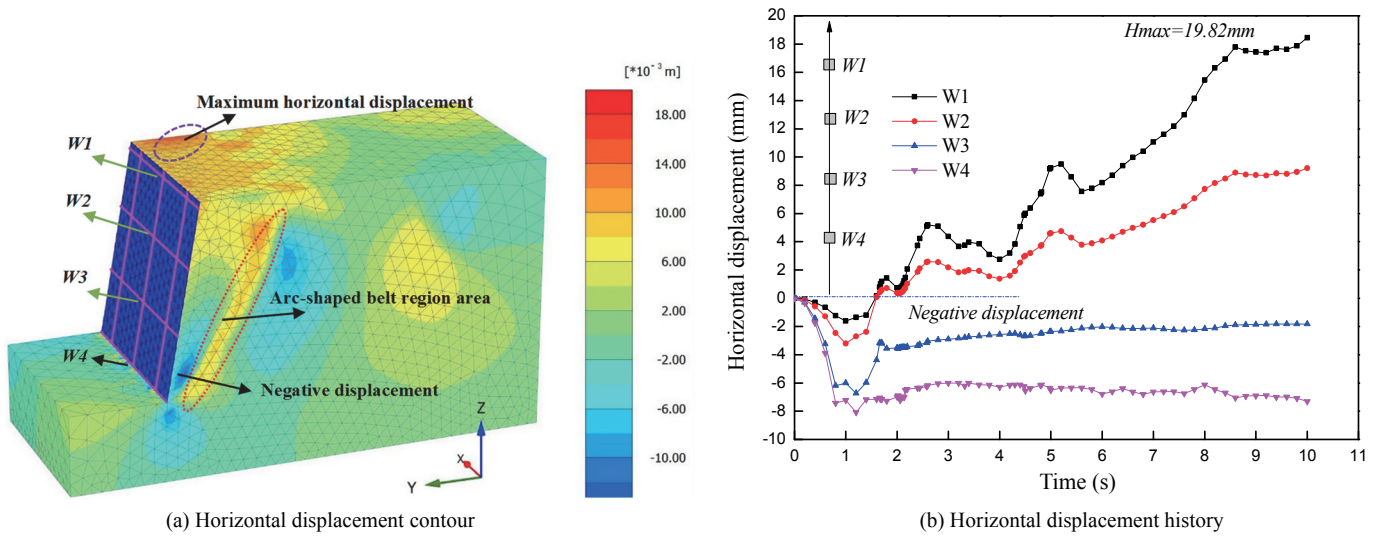 [*10⁻³ m]
Maximum horizontal displacement
W1
W2
W3
W4
Arc-shaped belt region area
Negative displacement
18.00
14.00
10.00
6.00
2.00
-2.00
-6.00
-10.00
Z
X
Y
(a) Horizontal displacement contour
Horizontal displacement (mm)
20
18
16
14
12
10
8
6
4
2
0
-2
-4
-6
-8
-10
W1
W2
W3
W4
Hmax=19.82mm
W1
W2
W3
W4
Negative displacement
0 1 2 3 4 5 6 7 8 9 10 11
Time (s)
(b) Horizontal displacement history